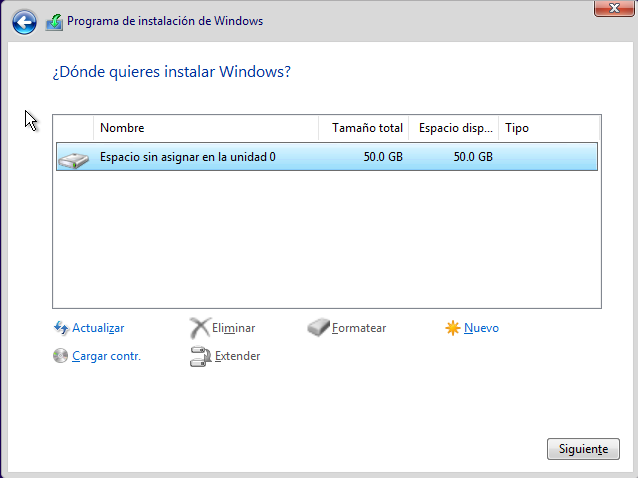 Programa de instalación de Windows
¿Dónde quieres instalar Windows?
Nombre Tamaño total Espacio disp... Tipo
Espacio sin asignar en la unidad 0 50.0 GB 50.0 GB
Actualizar Eliminar Formatear Nuevo
Cargar contr. Extender
Siguiente